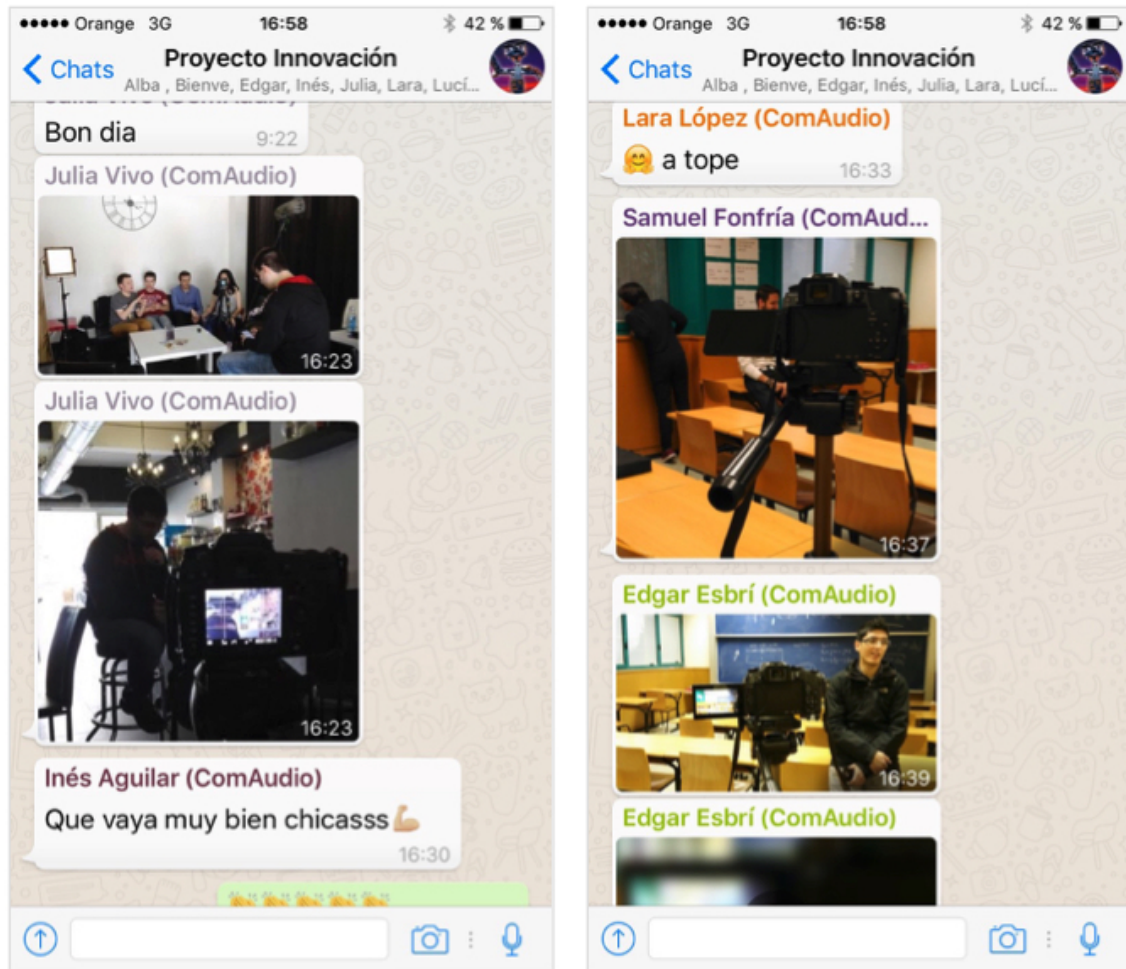 Orange 3G 16:58 42 %
Chats Proyecto Innovación
Alba , Bienve, Edgar, Inés, Julia, Lara, Lucí...
Julia Vivo (ComAudio)
Bon dia 9:22
Julia Vivo (ComAudio)
16:23
Julia Vivo (ComAudio)
16:23
Inés Aguilar (ComAudio)
Que vaya muy bien chicasss💪🏼
16:30
👏👏👏👏👏
Orange 3G 16:58 42 %
Chats Proyecto Innovación
Alba , Bienve, Edgar, Inés, Julia, Lara, Lucí...
Lara López (ComAudio)
🤗 a tope 16:33
Samuel Fonfría (ComAud...
16:37
Edgar Esbrí (ComAudio)
16:39
Edgar Esbrí (ComAudio)